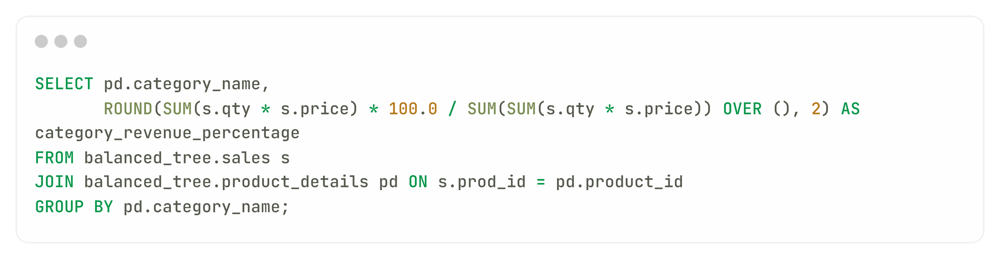 SELECT pd.category_name,
       ROUND(SUM(s.qty * s.price) * 100.0 / SUM(SUM(s.qty * s.price)) OVER (), 2) AS
category_revenue_percentage
FROM balanced_tree.sales s
JOIN balanced_tree.product_details pd ON s.prod_id = pd.product_id
GROUP BY pd.category_name;